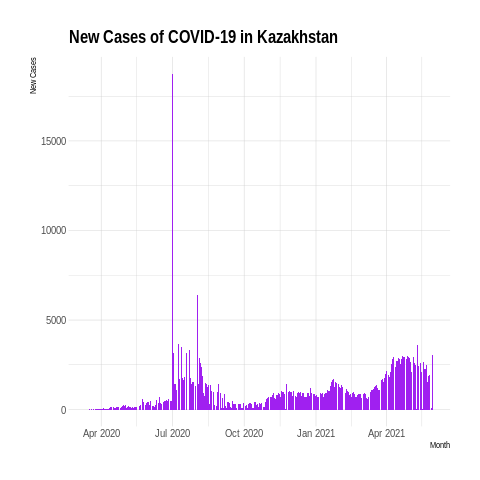 New Cases of COVID-19 in Kazakhstan
New Cases
15000
10000
5000
0
Apr 2020 Jul 2020 Oct 2020 Jan 2021 Apr 2021
Month